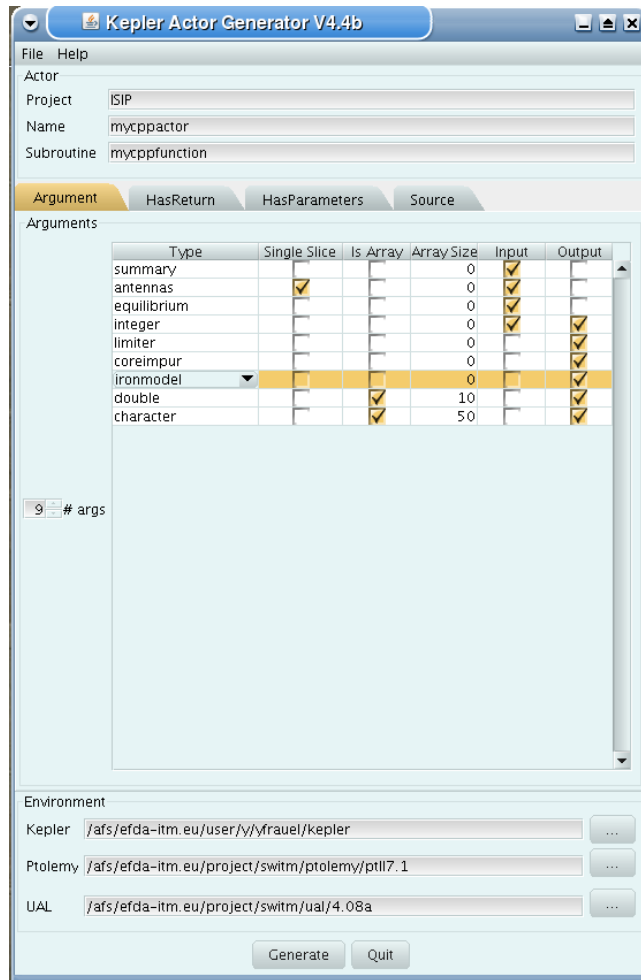 Kepler Actor Generator V4.4b
File Help
Actor
Project ISIP
Name mycppactor
Subroutine mycppfunction
Argument HasReturn HasParameters Source
Arguments
Type Single Slice Is Array Array Size Input Output
summary 0
antennas 0
equilibrium 0
integer 0
limiter 0
coreimpur 0
ironmodel 0
double 10
character 50
9 # args
Environment
Kepler /afs/efda-itm.eu/user/y/yfrauel/kepler ...
Ptolemy /afs/efda-itm.eu/project/switm/ptolemy/ptII7.1 ...
UAL /afs/efda-itm.eu/project/switm/ual/4.08a ...
Generate Quit